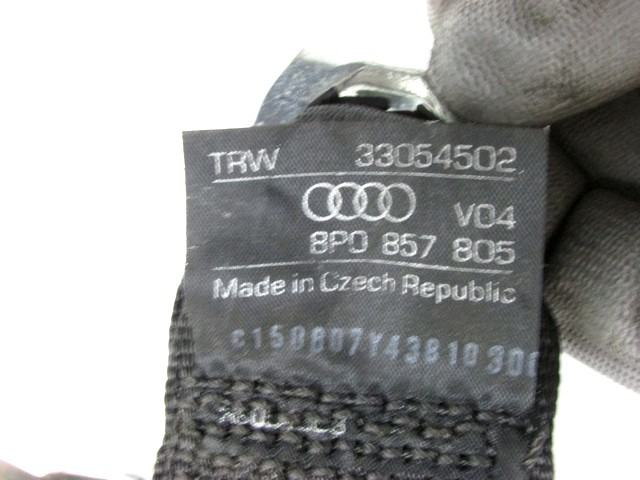 TRW 33054502
V04
8P0 857 805
Made in Czech Republic